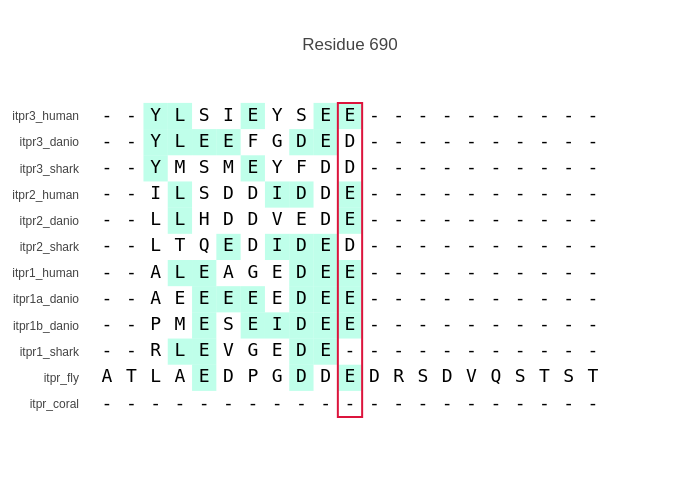 Residue 690
itpr3_human - - Y L S I E Y S E E - - - - - - - - - -
itpr3_danio - - Y L E E F G D E D - - - - - - - - - -
itpr3_shark - - Y M S M E Y F D D - - - - - - - - - -
itpr2_human - - I L S D D I D D E - - - - - - - - - -
itpr2_danio - - L L H D D V E D E - - - - - - - - - -
itpr2_shark - - L T Q E D I D E D - - - - - - - - - -
itpr1_human - - A L E A G E D E E - - - - - - - - - -
itpr1a_danio - - A E E E E E D E E - - - - - - - - - -
itpr1b_danio - - P M E S E I D E E - - - - - - - - - -
itpr1_shark - - R L E V G E D E - - - - - - - - - - -
itpr_fly A T L A E D P G D D E D R S D V Q S T S T
itpr_coral - - - - - - - - - - - - - - - - - - - - -